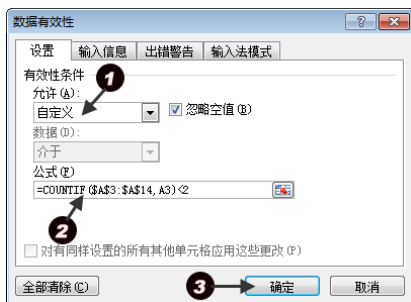 数据有效性
设置 输入信息 出错警告 输入法模式
有效性条件
允许(A):
1
自定义 忽略空值(B)
数据(D):
介于
公式(F)
=COUNTIF($A$3:$A$14,A3)<2
2
对有同样设置的所有其他单元格应用这些更改(P)
全部清除(C) 3 确定 取消